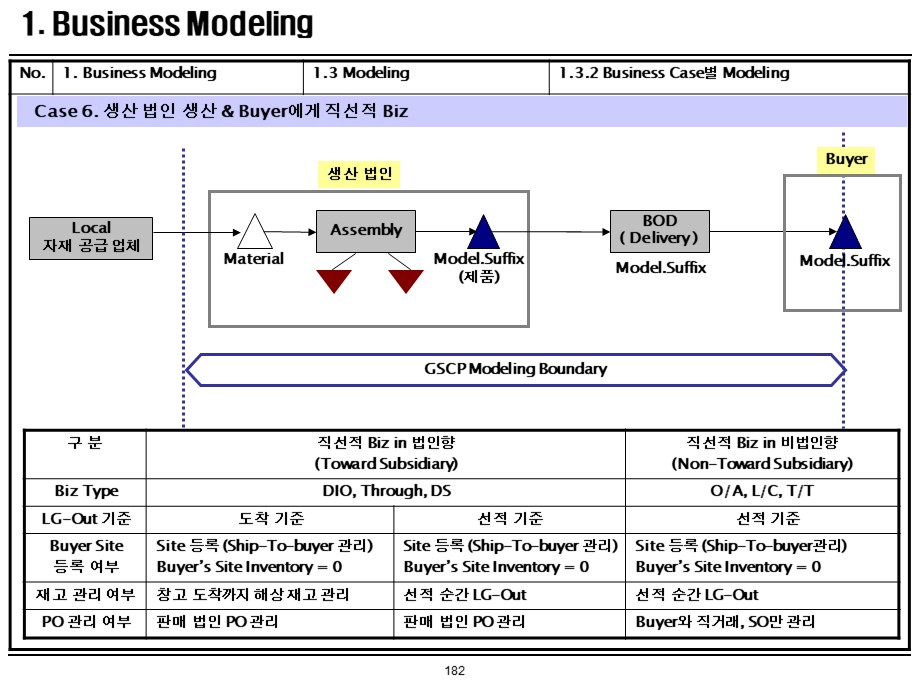 1. Business Modeling
No. 1. Business Modeling 1.3 Modeling 1.3.2 Business Case별 Modeling
Case 6. 생산 법인 생산 & Buyer에게 직선적 Biz
생산 법인
Buyer
Local
자재 공급 업체
Material
Assembly
Model.Suffix
(제품)
BOD
( Delivery )
Model.Suffix
Model.Suffix
GSCP Modeling Boundary
구 분
직선적 Biz in 법인향
(Toward Subsidiary)
직선적 Biz in 비법인향
(Non-Toward Subsidiary)
Biz Type
DIO, Through, DS
O/A, L/C, T/T
LG-Out 기준
도착 기준
선적 기준
선적 기준
Buyer Site
등록 여부
Site 등록 (Ship-To-buyer 관리)
Buyer's Site Inventory = 0
Site 등록 (Ship-To-buyer 관리)
Buyer's Site Inventory = 0
Site 등록 (Ship-To-buyer관리)
Buyer's Site Inventory = 0
재고 관리 여부
창고 도착까지 해상 재고 관리
선적 순간 LG-Out
선적 순간 LG-Out
PO 관리 여부
판매 법인 PO 관리
판매 법인 PO 관리
Buyer와 직거래, SO만 관리
182